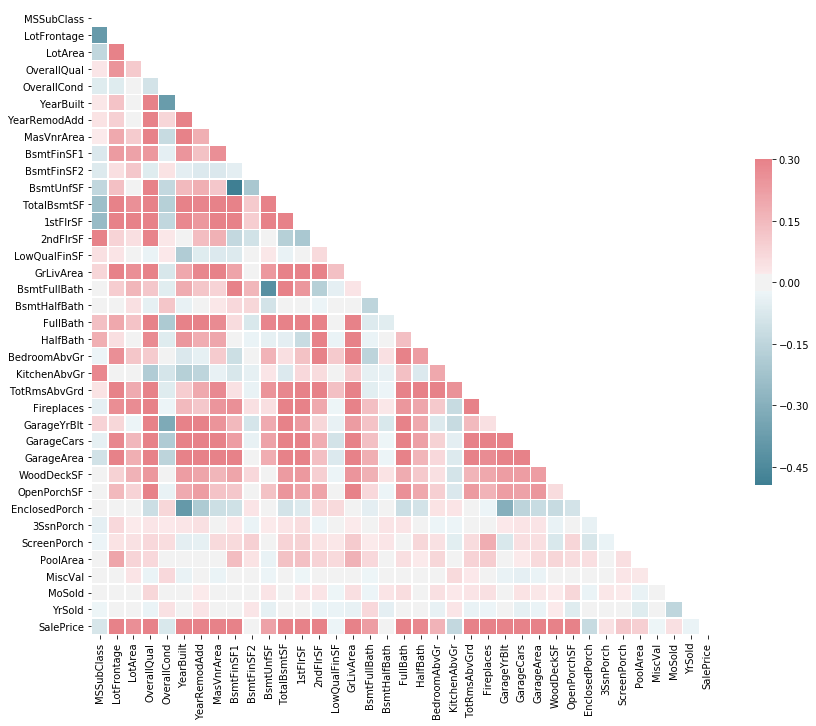 MSSubClass
LotFrontage
LotArea
OverallQual
OverallCond
YearBuilt
YearRemodAdd
MasVnrArea
BsmtFinSF1
BsmtFinSF2
BsmtUnfSF
TotalBsmtSF
1stFlrSF
2ndFlrSF
LowQualFinSF
GrLivArea
BsmtFullBath
BsmtHalfBath
FullBath
HalfBath
BedroomAbvGr
KitchenAbvGr
TotRmsAbvGrd
Fireplaces
GarageYrBlt
GarageCars
GarageArea
WoodDeckSF
OpenPorchSF
EnclosedPorch
3SsnPorch
ScreenPorch
PoolArea
MiscVal
MoSold
YrSold
SalePrice
MSSubClass
LotFrontage
LotArea
OverallQual
OverallCond
YearBuilt
YearRemodAdd
MasVnrArea
BsmtFinSF1
BsmtFinSF2
BsmtUnfSF
TotalBsmtSF
1stFlrSF
2ndFlrSF
LowQualFinSF
GrLivArea
BsmtFullBath
BsmtHalfBath
FullBath
HalfBath
BedroomAbvGr
KitchenAbvGr
TotRmsAbvGrd
Fireplaces
GarageYrBlt
GarageCars
GarageArea
WoodDeckSF
OpenPorchSF
EnclosedPorch
3SsnPorch
ScreenPorch
PoolArea
MiscVal
MoSold
YrSold
SalePrice
0.30
0.15
0.00
−0.15
−0.30
−0.45